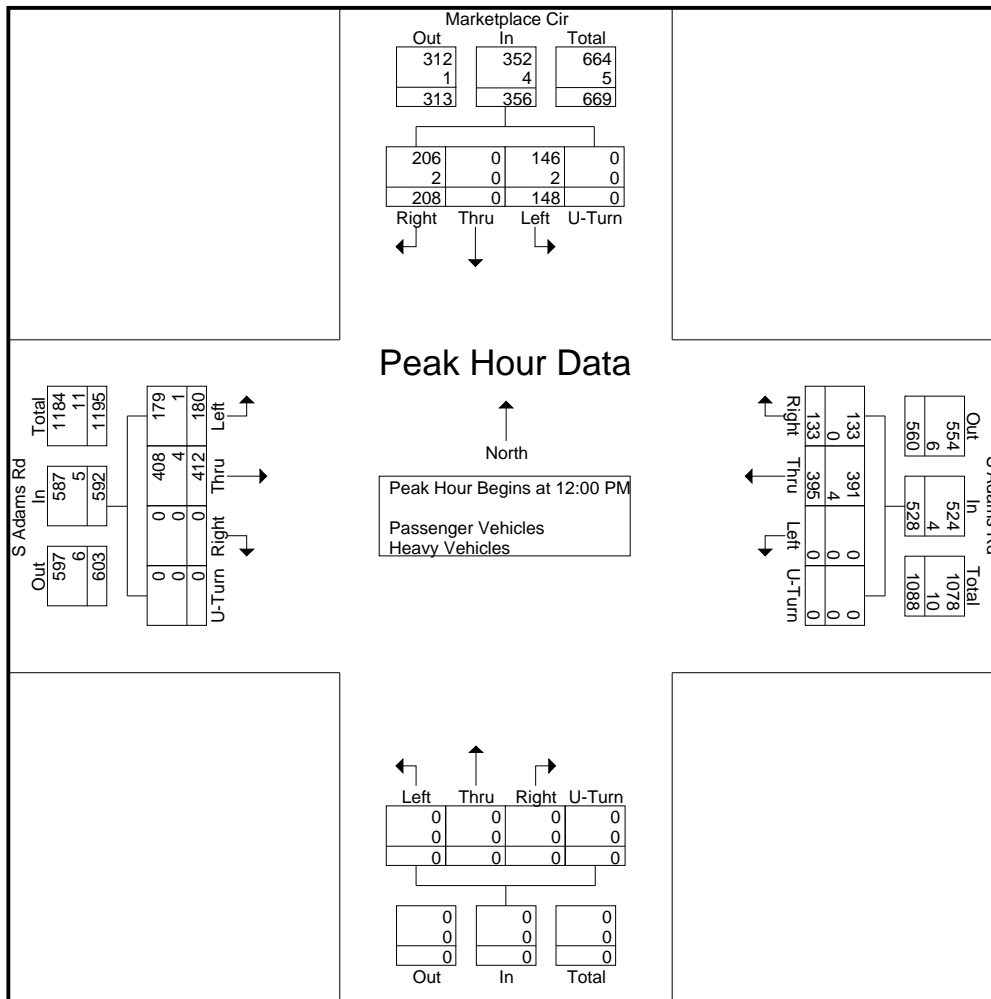 Marketplace Cir
Out In Total
312 352 664
1 4 5
313 356 669
206 0 146 0
2 0 2 0
208 0 148 0
Right Thru Left U-Turn
Peak Hour Data
North
Peak Hour Begins at 12:00 PM
Passenger Vehicles
Heavy Vehicles
S Adams Rd
Out In Total
597 587 1184
6 5 11
603 592 1195
U-Turn Right Thru Left
0 0 408 179
0 0 4 1
0 0 412 180
S Adams Rd
Out In Total
554 524 1078
6 4 10
560 528 1088
133 391 0 0
0 4 0 0
133 395 0 0
Right Thru Left U-Turn
Left Thru Right U-Turn
0 0 0 0
0 0 0 0
0 0 0 0
0 0 0
0 0 0
0 0 0
Out In Total